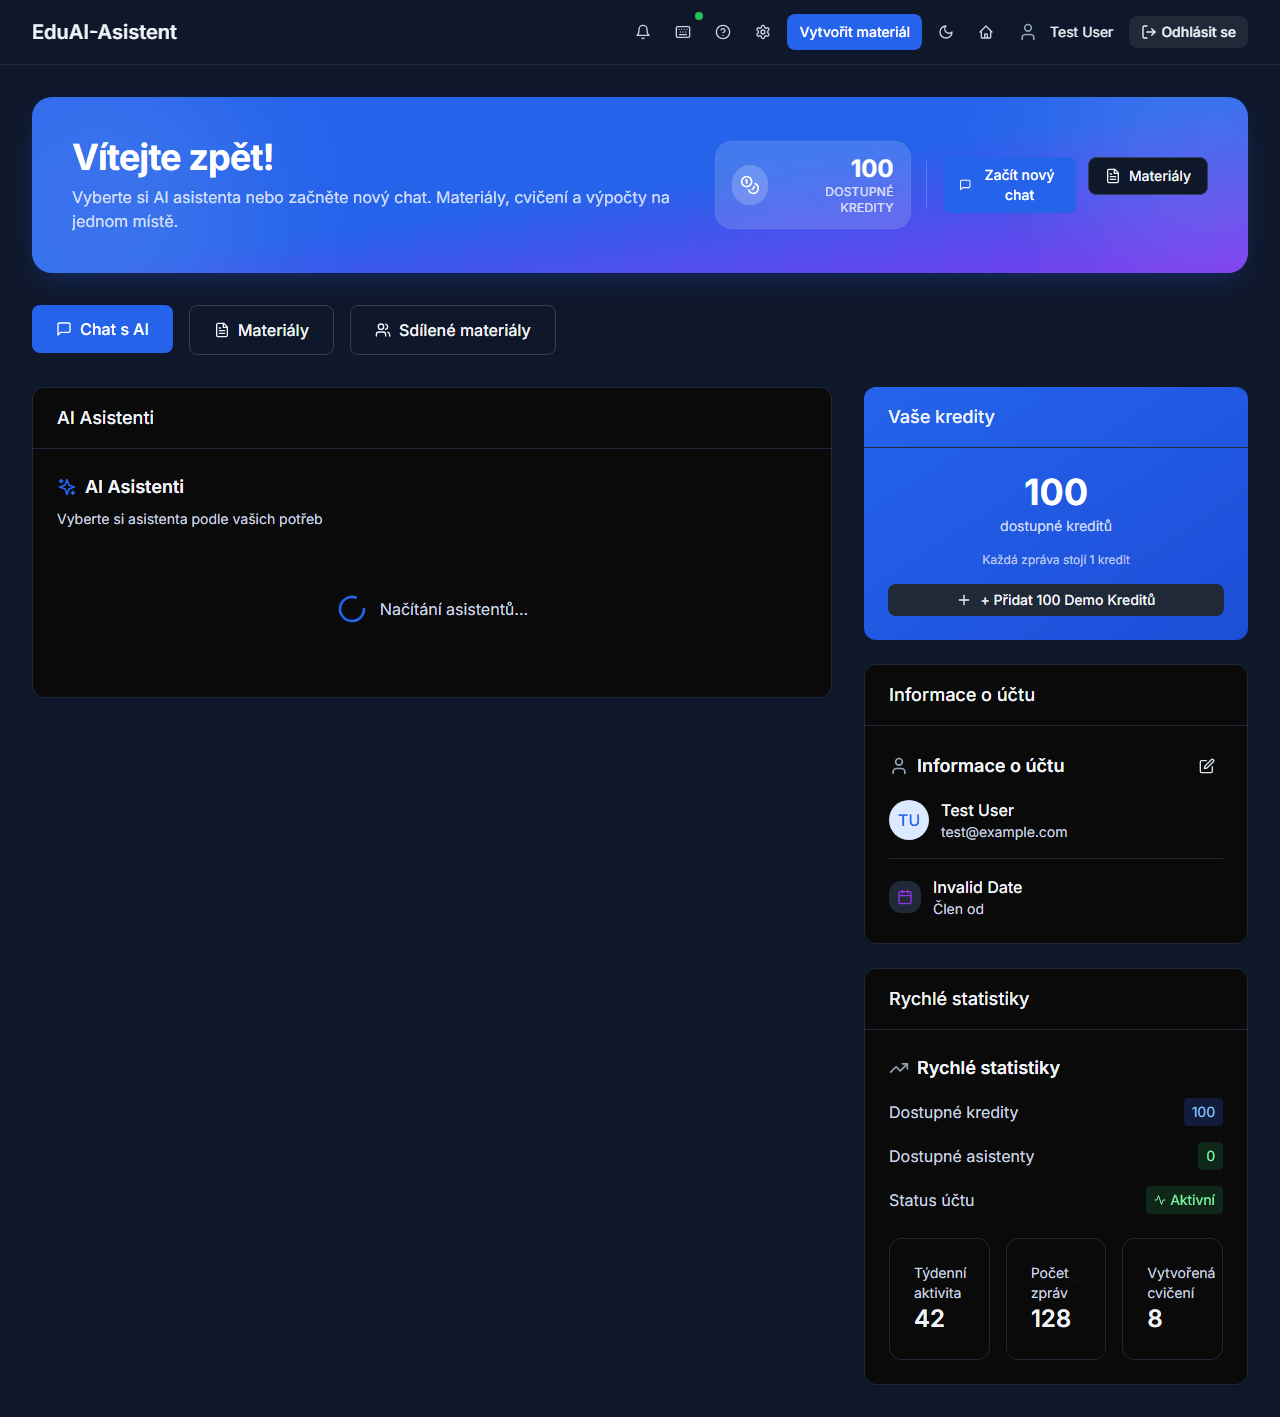 EduAI-Asistent
Vytvořit materiál
Test User
Odhlásit se
Vítejte zpět!
Vyberte si AI asistenta nebo začněte nový chat. Materiály, cvičení a výpočty na
jednom místě.
100
DOSTUPNÉ
KREDITY
Začít nový
chat
Materiály
Chat s AI
Materiály
Sdílené materiály
AI Asistenti
AI Asistenti
Vyberte si asistenta podle vašich potřeb
Načítání asistentů...
Vaše kredity
100
dostupné kreditů
Každá zpráva stojí 1 kredit
+ Přidat 100 Demo Kreditů
Informace o účtu
Informace o účtu
TU
Test User
test@example.com
Invalid Date
Člen od
Rychlé statistiky
Rychlé statistiky
Dostupné kredity 100
Dostupné asistenty 0
Status účtu Aktivní
Týdenní
aktivita
42
Počet
zpráv
128
Vytvořená
cvičení
8